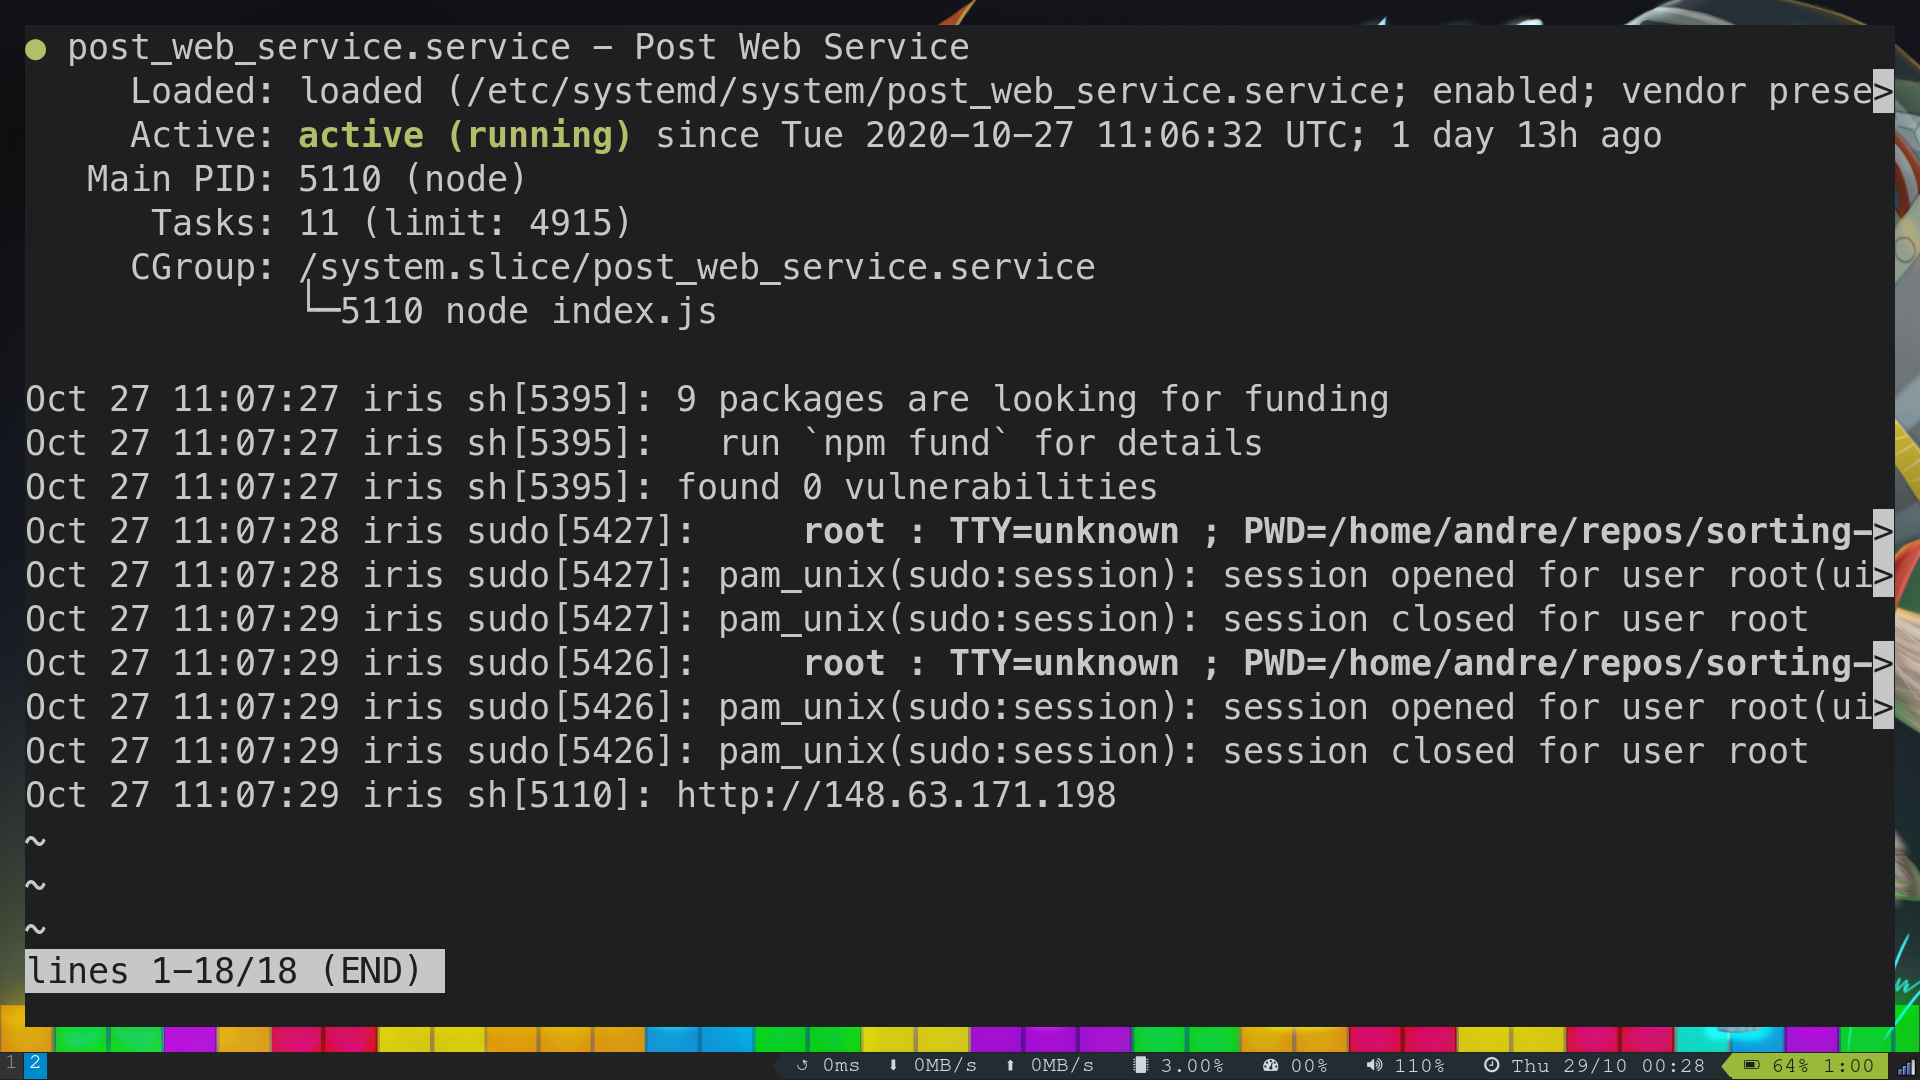 ● post_web_service.service - Post Web Service
Loaded: loaded (/etc/systemd/system/post_web_service.service; enabled; vendor prese>
Active: active (running) since Tue 2020-10-27 11:06:32 UTC; 1 day 13h ago
Main PID: 5110 (node)
Tasks: 11 (limit: 4915)
CGroup: /system.slice/post_web_service.service
└─5110 node index.js
Oct 27 11:07:27 iris sh[5395]: 9 packages are looking for funding
Oct 27 11:07:27 iris sh[5395]:   run `npm fund` for details
Oct 27 11:07:27 iris sh[5395]: found 0 vulnerabilities
Oct 27 11:07:28 iris sudo[5427]:     root : TTY=unknown ; PWD=/home/andre/repos/sorting->
Oct 27 11:07:28 iris sudo[5427]: pam_unix(sudo:session): session opened for user root(ui>
Oct 27 11:07:29 iris sudo[5427]: pam_unix(sudo:session): session closed for user root
Oct 27 11:07:29 iris sudo[5426]:     root : TTY=unknown ; PWD=/home/andre/repos/sorting->
Oct 27 11:07:29 iris sudo[5426]: pam_unix(sudo:session): session opened for user root(ui>
Oct 27 11:07:29 iris sudo[5426]: pam_unix(sudo:session): session closed for user root
Oct 27 11:07:29 iris sh[5110]: http://148.63.171.198
~
~
~
lines 1-18/18 (END)
1 2 0ms 0MB/s 0MB/s 3.00% 00% 110% Thu 29/10 00:28 64% 1:00